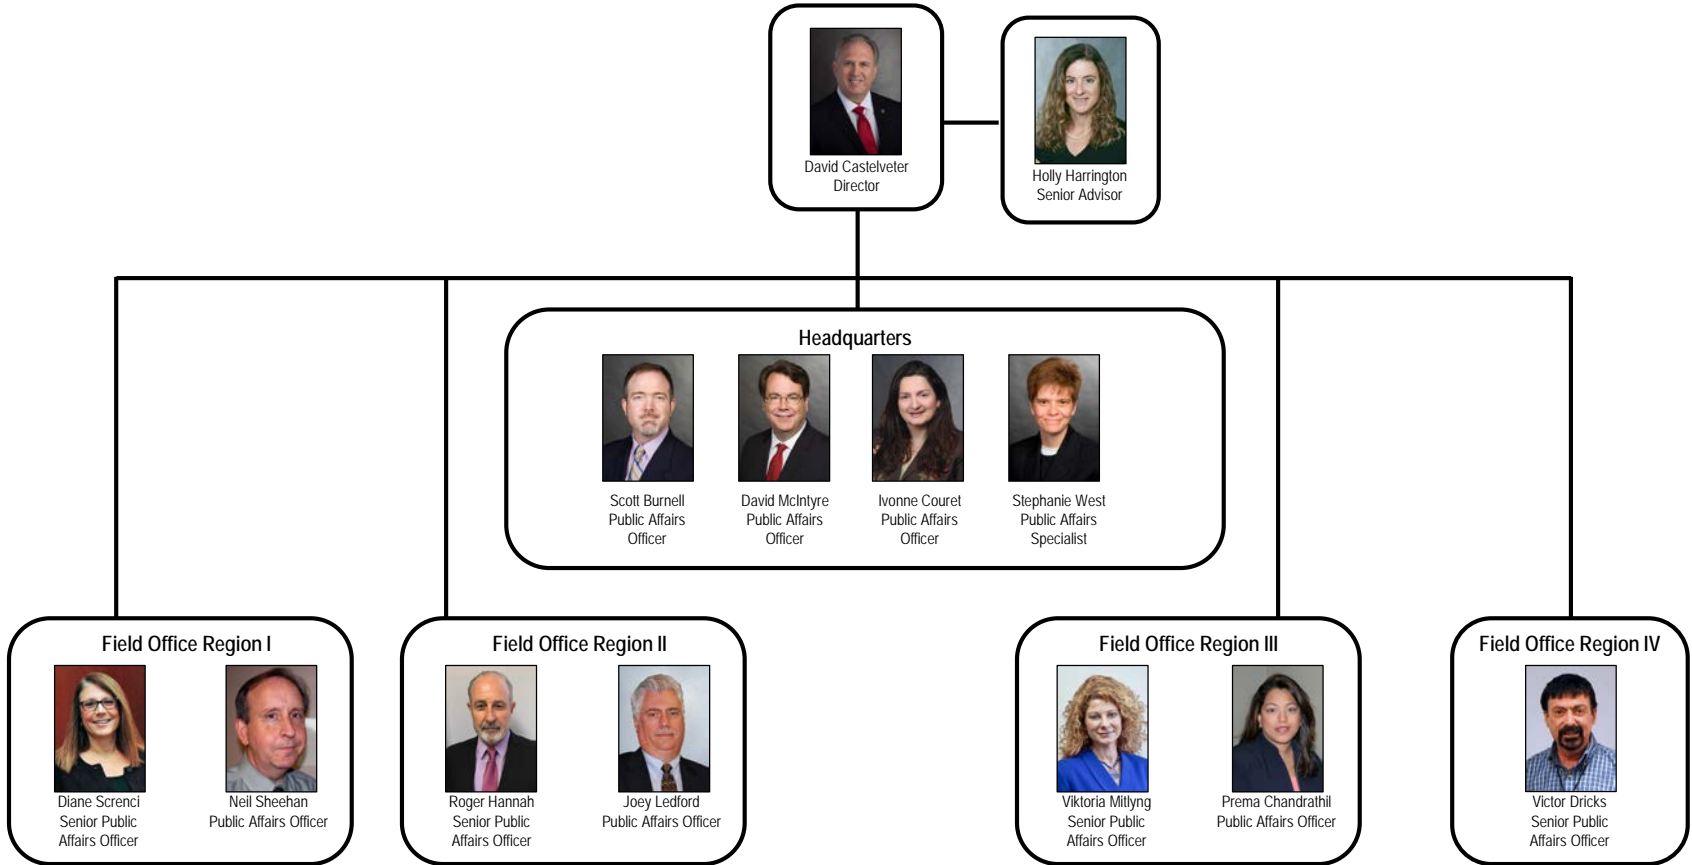 David Castelveter
Director
Holly Harrington
Senior Advisor
Headquarters
Scott Burnell
Public Affairs
Officer
David McIntyre
Public Affairs
Officer
Ivonne Couret
Public Affairs
Officer
Stephanie West
Public Affairs
Specialist
Field Office Region I
Diane Screnci
Senior Public
Affairs Officer
Neil Sheehan
Public Affairs Officer
Field Office Region II
Roger Hannah
Senior Public
Affairs Officer
Joey Ledford
Public Affairs Officer
Field Office Region III
Viktoria Mitlyng
Senior Public
Affairs Officer
Prema Chandrathil
Public Affairs Officer
Field Office Region IV
Victor Dricks
Senior Public
Affairs Officer